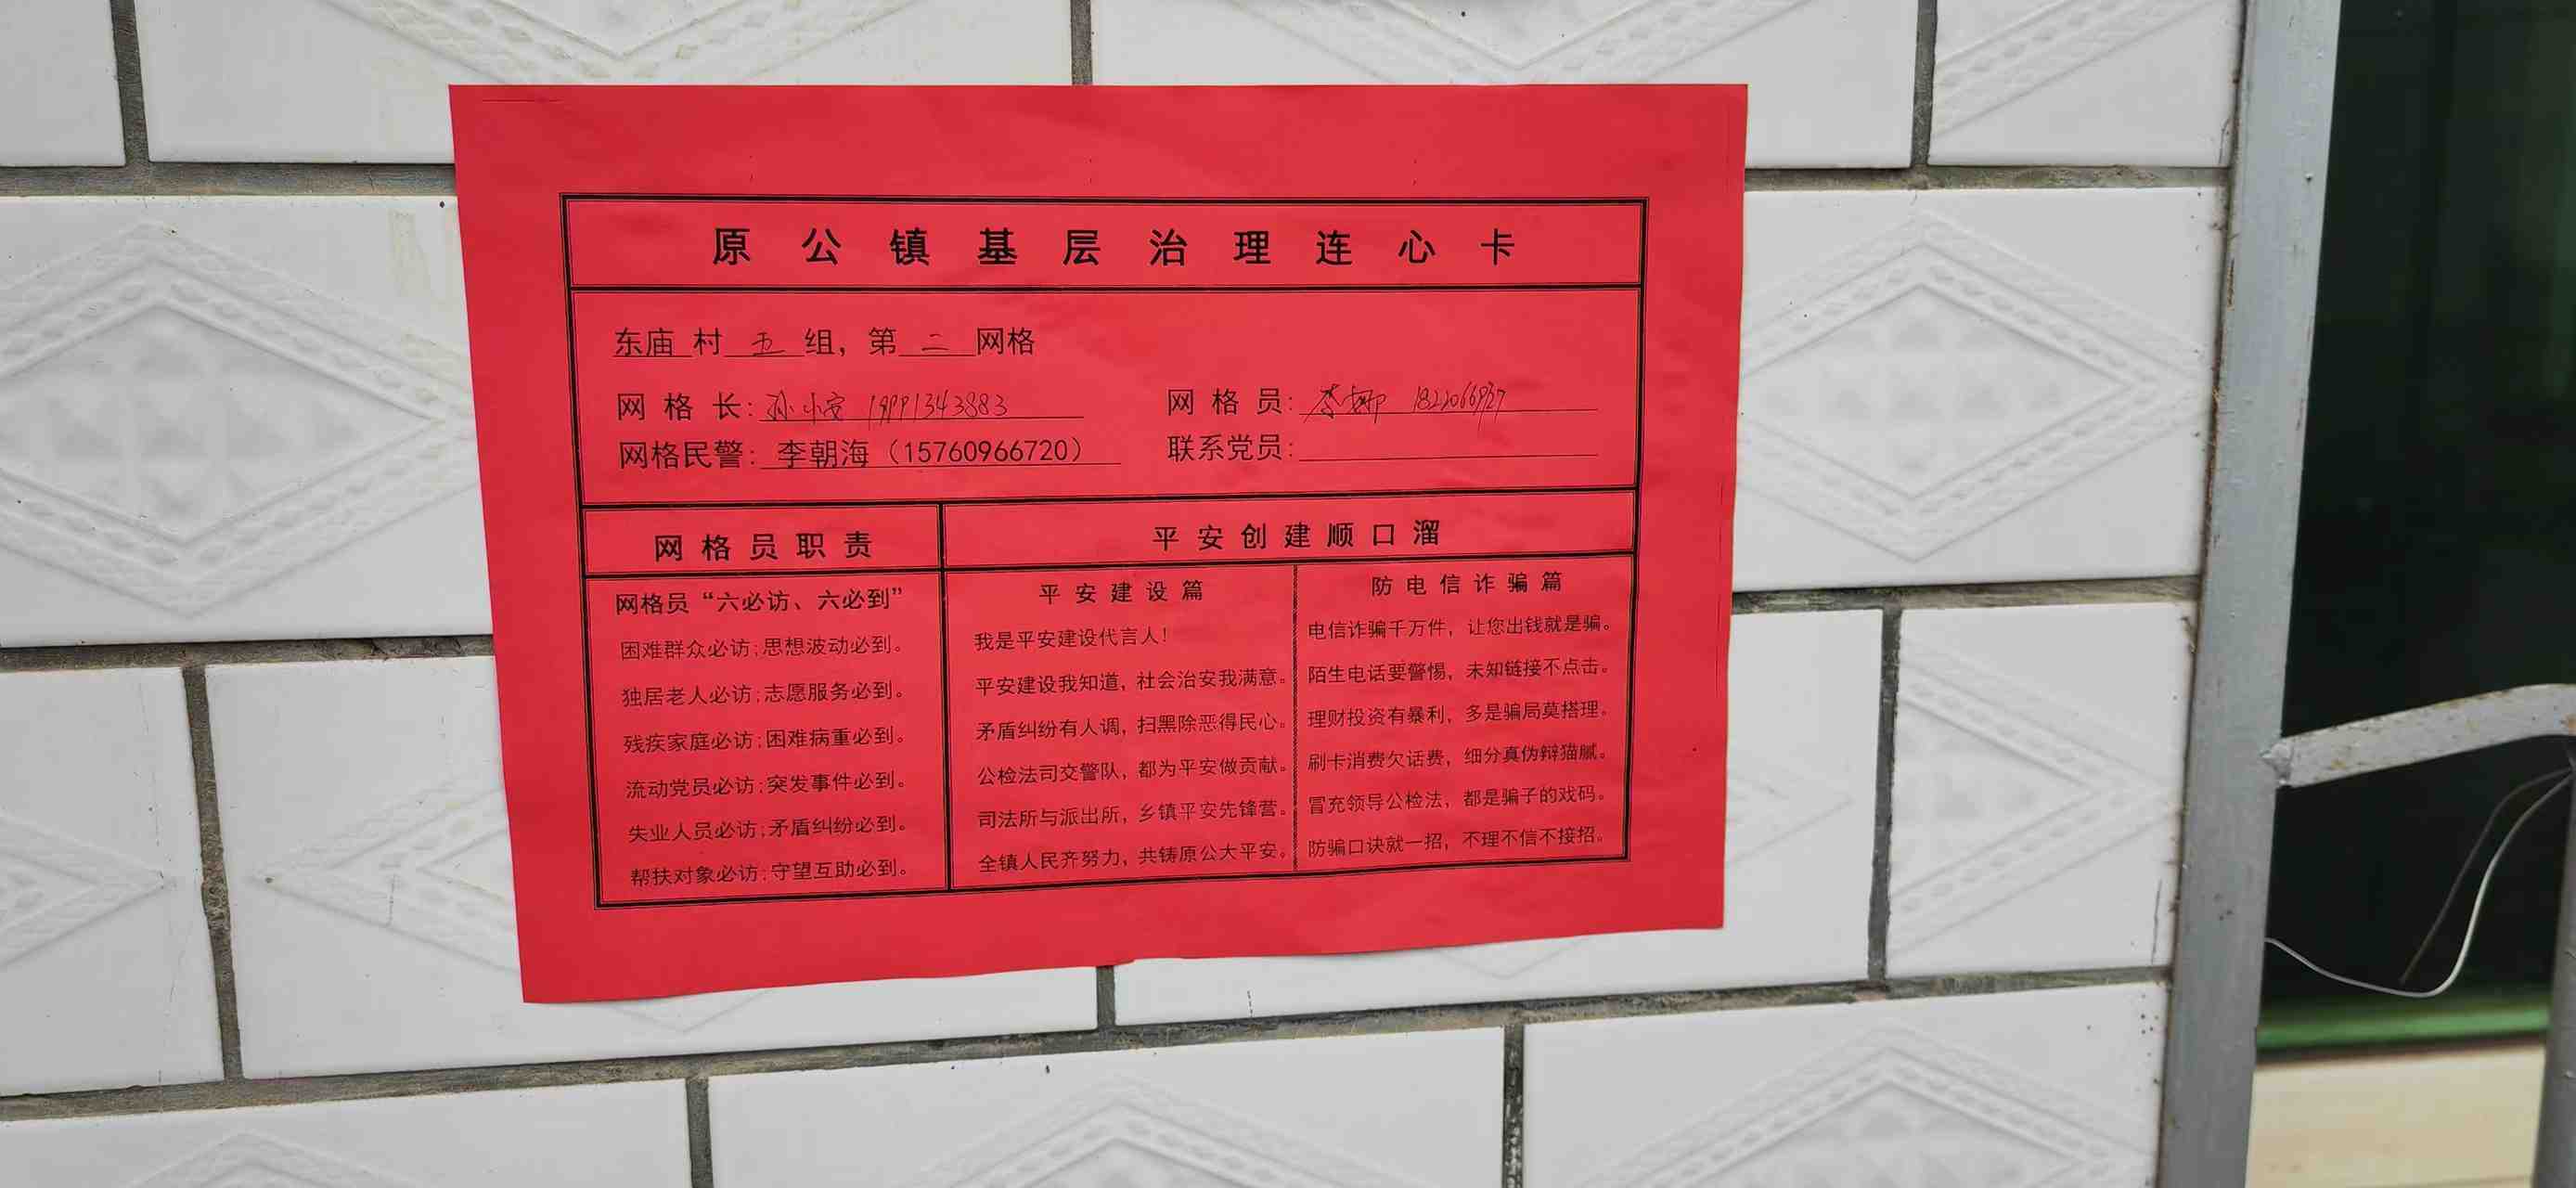 原公镇基层治理连心卡
东庙 村 五 组，第 二 网格
网格长：孙小安 19991343883
网格员：李娜
网格民警：李朝海（15760966720）
联系党员：
网格员职责
网格员“六必访、六必到”
困难群众必访；思想波动必到。
独居老人必访；志愿服务必到。
残疾家庭必访；困难病重必到。
流动党员必访；突发事件必到。
失业人员必访；矛盾纠纷必到。
帮扶对象必访；守望互助必到。
平安创建顺口溜
平安建设篇
我是平安建设代言人！
平安建设我知道，社会治安我满意。
矛盾纠纷有人调，扫黑除恶得民心。
公检法司交警队，都为平安做贡献。
司法所与派出所，乡镇平安先锋营。
全镇人民齐努力，共铸原公大平安。
防电信诈骗篇
电信诈骗千万件，让您出钱就是骗。
陌生电话要警惕，未知链接不点击。
理财投资有暴利，多是骗局莫搭理。
刷卡消费欠话费，细分真伪辩猫腻。
冒充领导公检法，都是骗子的戏码。
防骗口诀就一招，不理不信不接招。